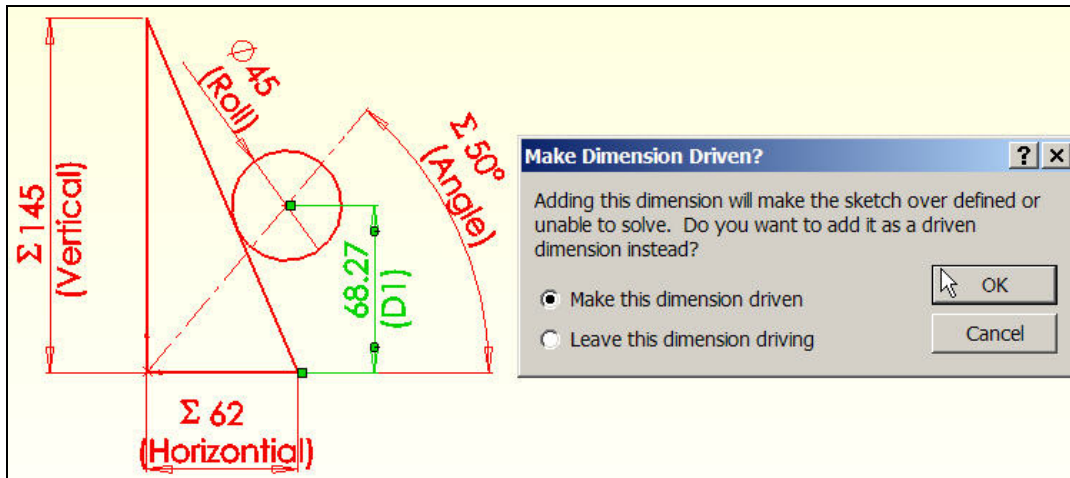 Σ 145
(Vertical)
Ø 45
(Roll)
Σ 50°
(Angle)
68.27
(D1)
Σ 62
(Horizontial)
Make Dimension Driven?
Adding this dimension will make the sketch over defined or
unable to solve. Do you want to add it as a driven
dimension instead?
Make this dimension driven
Leave this dimension driving
OK
Cancel